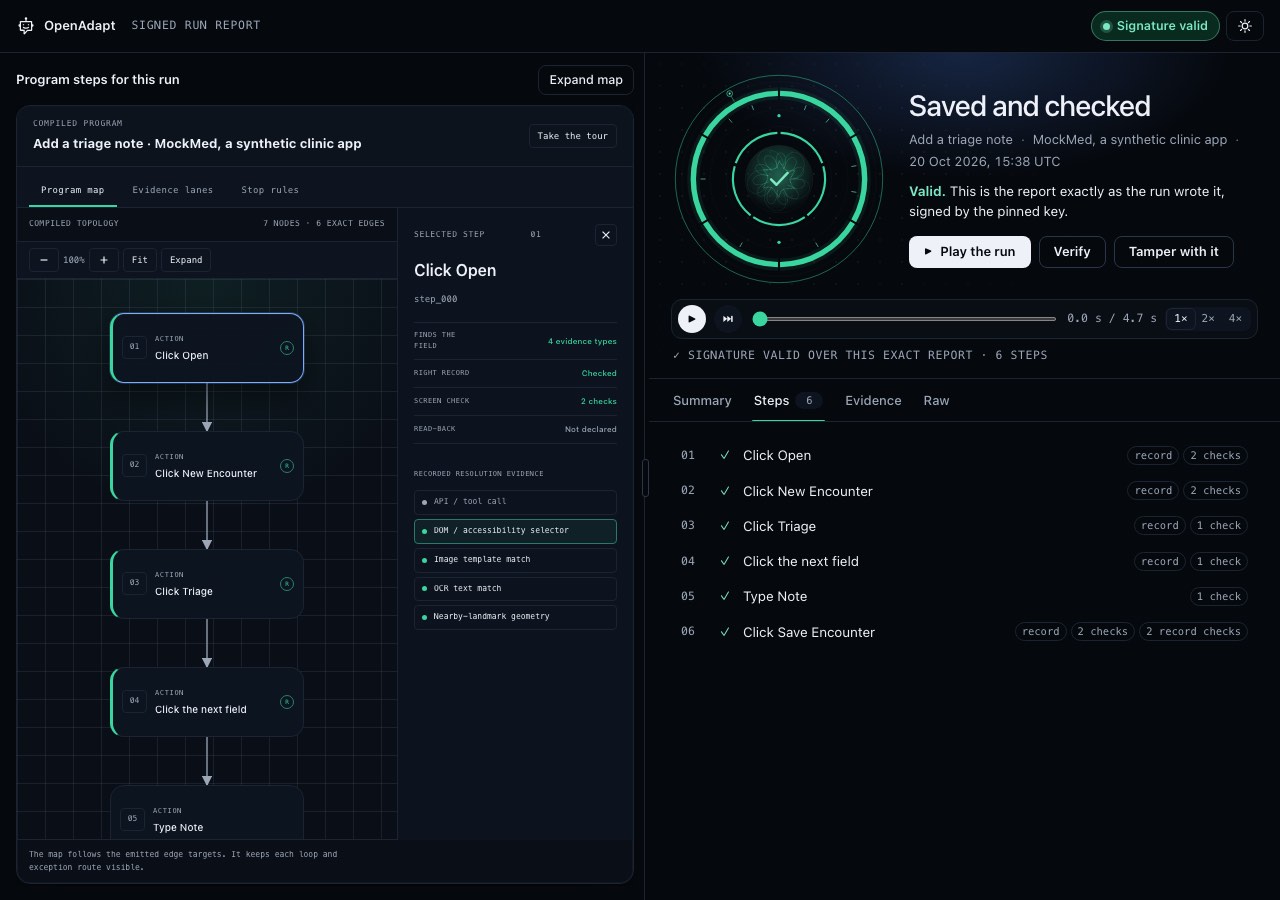 OpenAdapt SIGNED RUN REPORT
Signature valid
Program steps for this run
Expand map
COMPILED PROGRAM
Add a triage note · MockMed, a synthetic clinic app
Take the tour
Program map Evidence lanes Stop rules
COMPILED TOPOLOGY 7 NODES · 6 EXACT EDGES
− 100% + Fit Expand
01 ACTION
Click Open R
02 ACTION
Click New Encounter R
03 ACTION
Click Triage R
04 ACTION
Click the next field R
05 ACTION
Type Note
The map follows the emitted edge targets. It keeps each loop and
exception route visible.
SELECTED STEP 01 ×
Click Open
step_000
FINDS THE
FIELD 4 evidence types
RIGHT RECORD Checked
SCREEN CHECK 2 checks
READ-BACK Not declared
RECORDED RESOLUTION EVIDENCE
API / tool call
DOM / accessibility selector
Image template match
OCR text match
Nearby-landmark geometry
Saved and checked
Add a triage note · MockMed, a synthetic clinic app ·
20 Oct 2026, 15:38 UTC
Valid. This is the report exactly as the run wrote it,
signed by the pinned key.
Play the run Verify Tamper with it
0.0 s / 4.7 s 1× 2× 4×
✓ SIGNATURE VALID OVER THIS EXACT REPORT · 6 STEPS
Summary Steps 6 Evidence Raw
01 ✓ Click Open record 2 checks
02 ✓ Click New Encounter record 2 checks
03 ✓ Click Triage record 1 check
04 ✓ Click the next field record 1 check
05 ✓ Type Note 1 check
06 ✓ Click Save Encounter record 2 checks 2 record checks